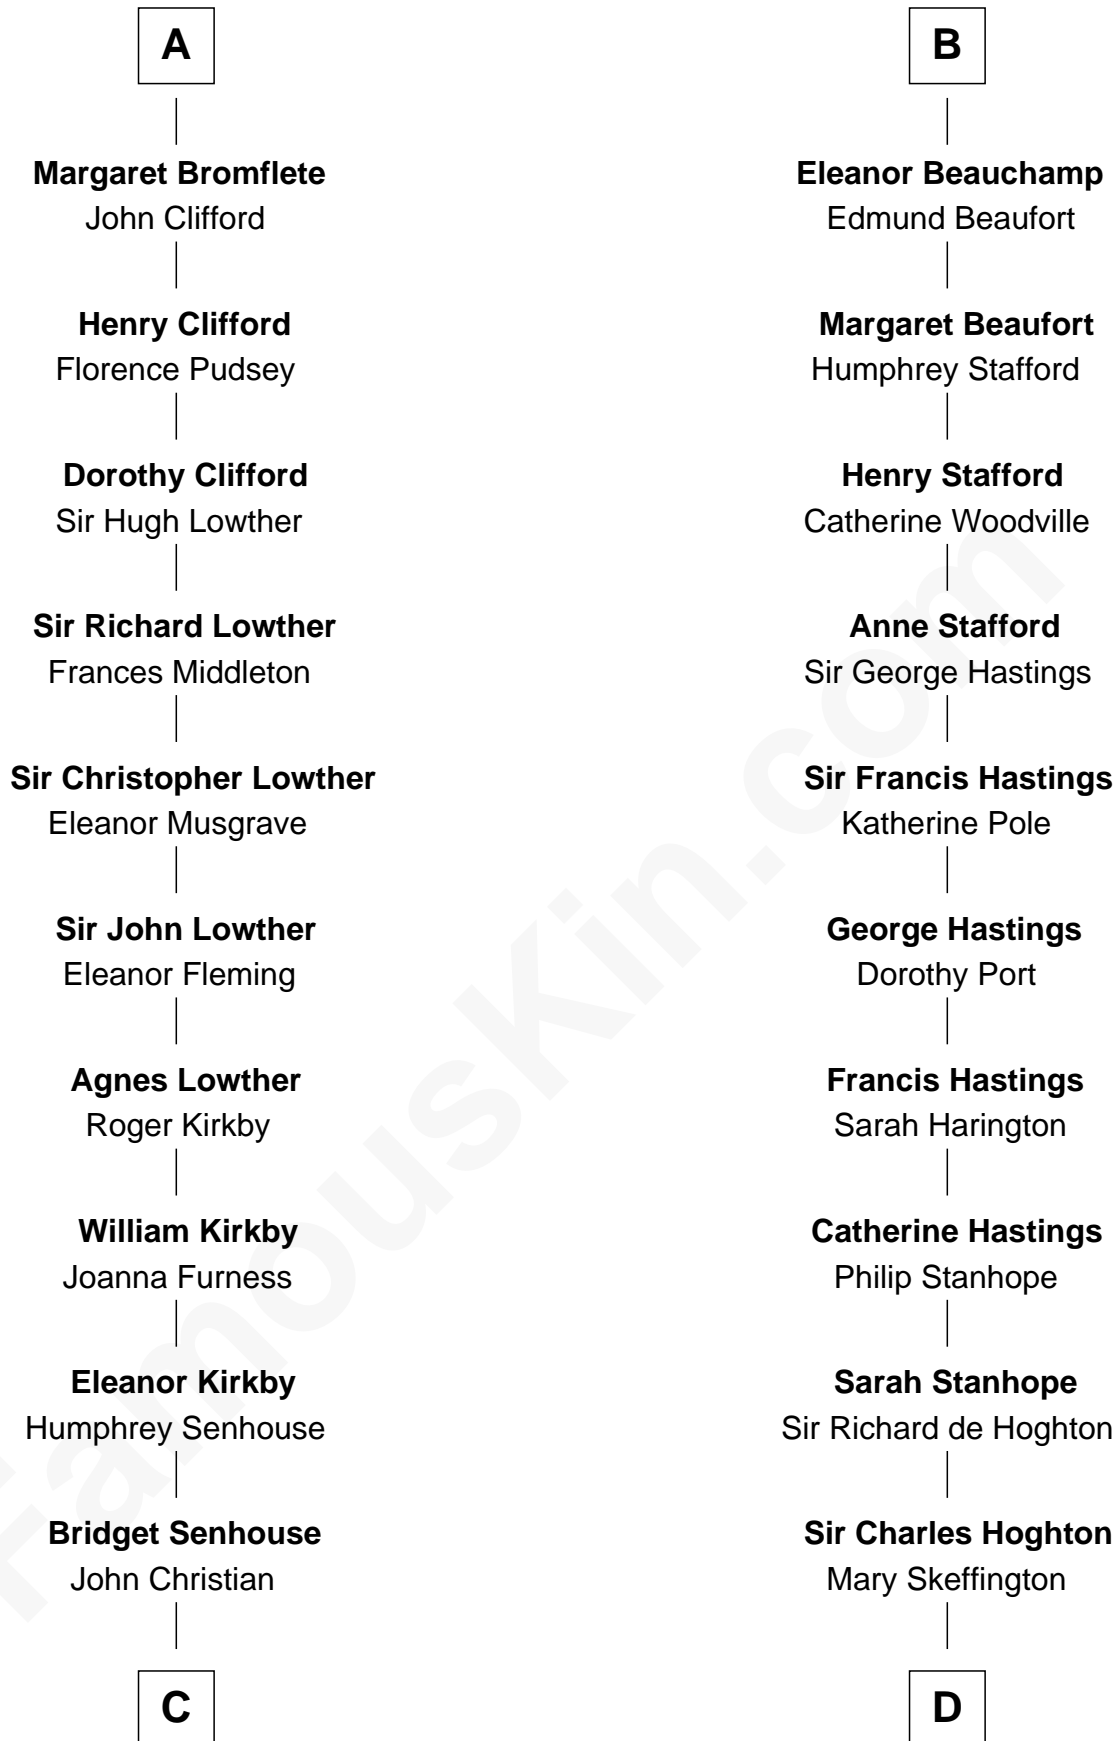 A
Margaret Bromflete
John Clifford
Henry Clifford
Florence Pudsey
Dorothy Clifford
Sir Hugh Lowther
Sir Richard Lowther
Frances Middleton
Sir Christopher Lowther
Eleanor Musgrave
Sir John Lowther
Eleanor Fleming
Agnes Lowther
Roger Kirkby
William Kirkby
Joanna Furness
Eleanor Kirkby
Humphrey Senhouse
Bridget Senhouse
John Christian
C
B
Eleanor Beauchamp
Edmund Beaufort
Margaret Beaufort
Humphrey Stafford
Henry Stafford
Catherine Woodville
Anne Stafford
Sir George Hastings
Sir Francis Hastings
Katherine Pole
George Hastings
Dorothy Port
Francis Hastings
Sarah Harington
Catherine Hastings
Philip Stanhope
Sarah Stanhope
Sir Richard de Hoghton
Sir Charles Hoghton
Mary Skeffington
D
FamousKin.com